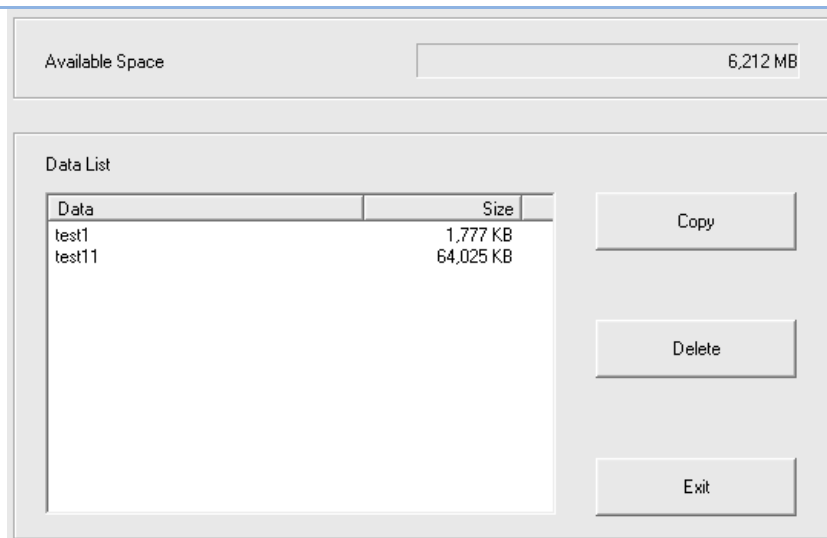 Available Space 6,212 MB
Data List
Data Size
test1 1,777 KB
test11 64,025 KB
Copy
Delete
Exit